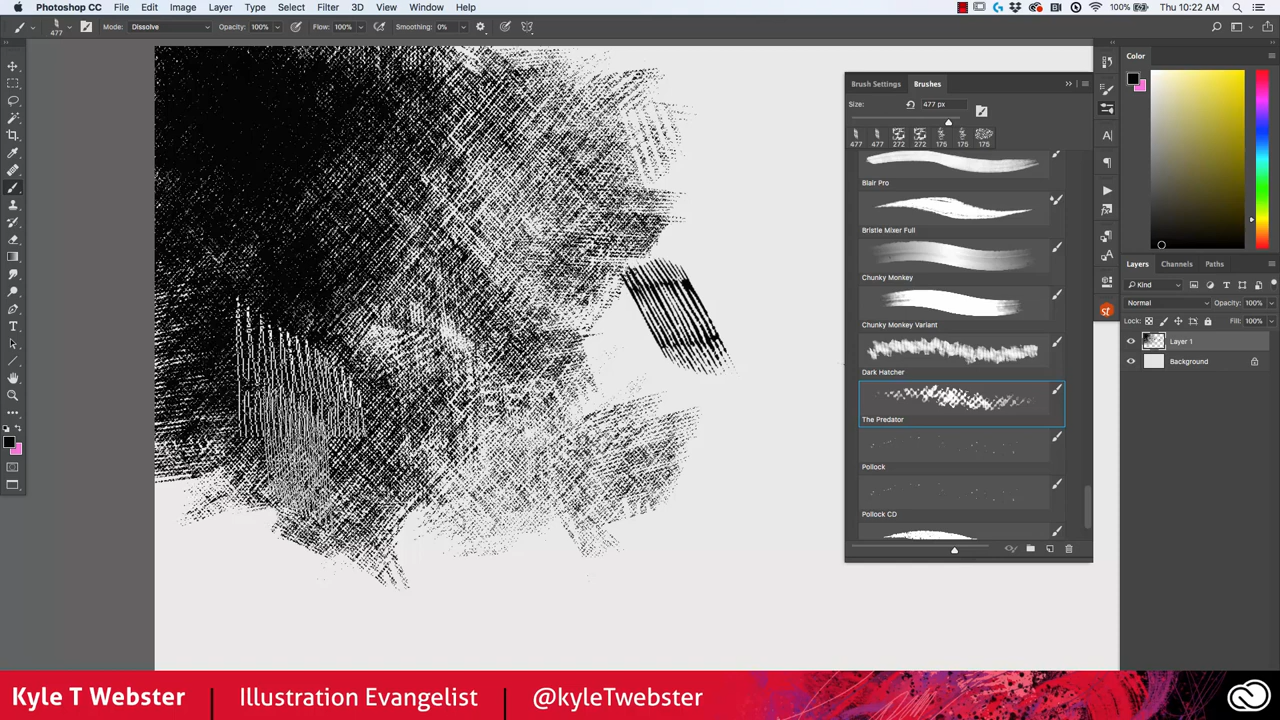 Photoshop CC File Edit Image Layer Type Select Filter 3D View Window Help 100% Thu 10:22 AM
477 Mode: Dissolve Opacity: 100% Flow: 100% Smoothing: 0%
Color
Brush Settings Brushes
Size: 477 px
477 477 272 272 175 175 175
Blair Pro
Bristle Mixer Full
Chunky Monkey
Chunky Monkey Variant
Dark Hatcher
The Predator
Pollock
Pollock CD
Layers Channels Paths
Kind
Normal Opacity: 100%
Lock: Fill: 100%
Layer 1
Background
st
Kyle T Webster | Illustration Evangelist | @kyleTwebster